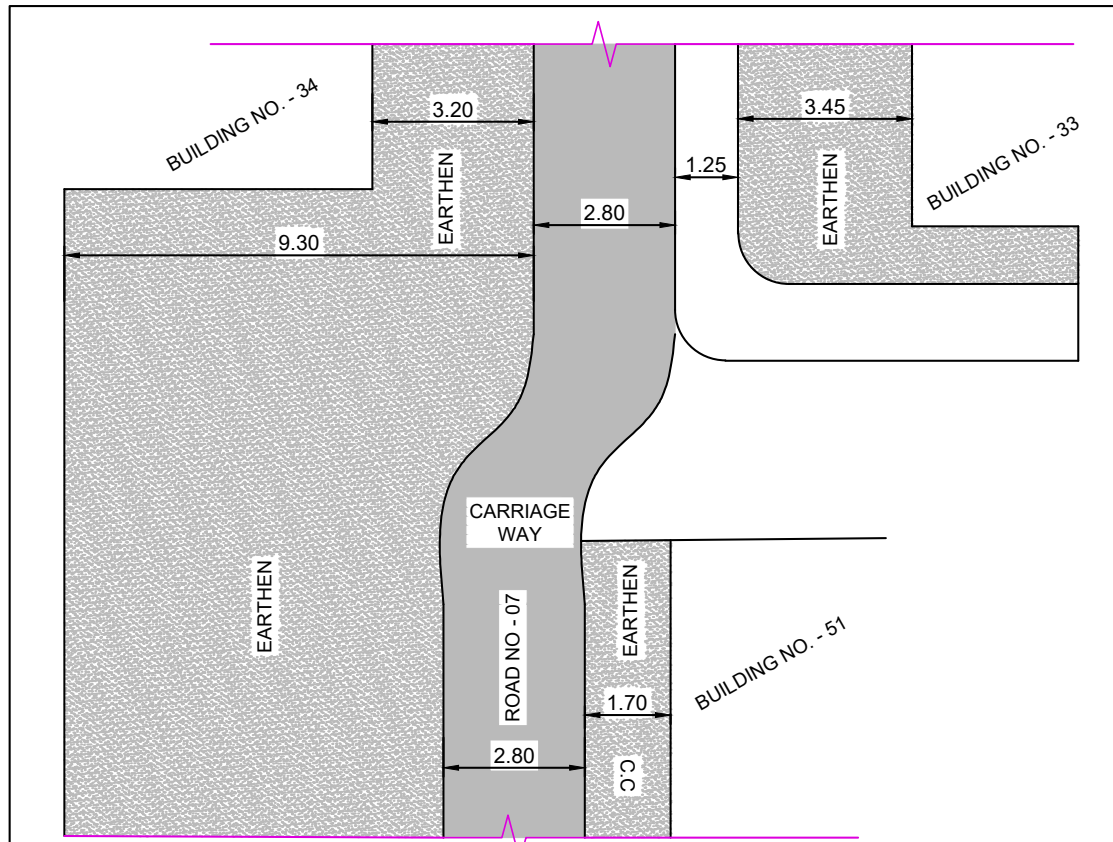 BUILDING NO. - 34
3.20
3.45
EARTHEN
1.25
EARTHEN
BUILDING NO. - 33
2.80
9.30
CARRIAGE
WAY
EARTHEN
ROAD NO - 07
EARTHEN
BUILDING NO. - 51
1.70
2.80
C.C